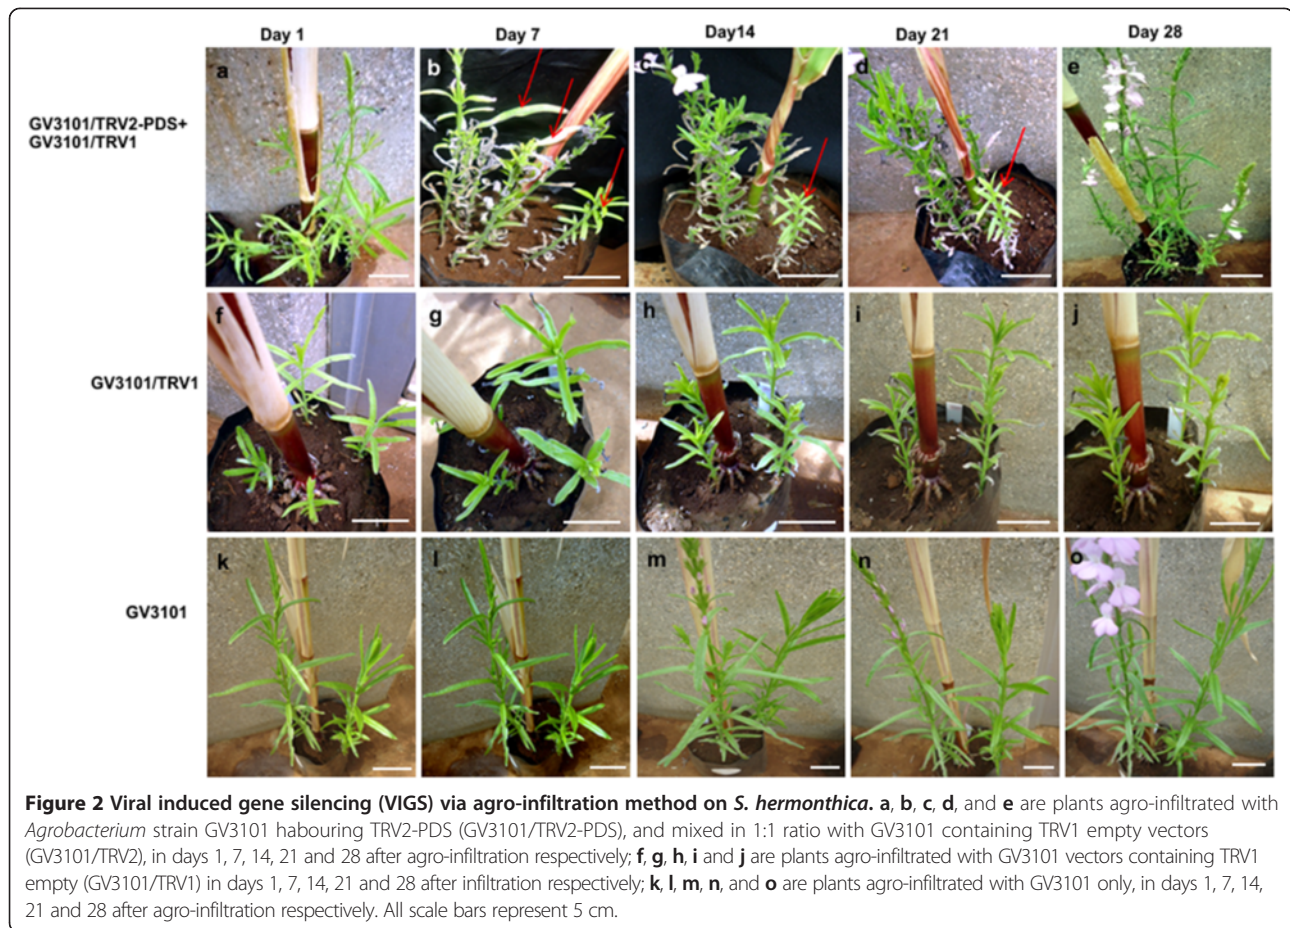 Day 1 Day 7 Day14 Day 21 Day 28
a b c d e
GV3101/TRV2-PDS+
GV3101/TRV1
f g h i j
GV3101/TRV1
k l m n o
GV3101
Figure 2 Viral induced gene silencing (VIGS) via agro-infiltration method on S. hermonthica. a, b, c, d, and e are plants agro-infiltrated with
Agrobacterium strain GV3101 habouring TRV2-PDS (GV3101/TRV2-PDS), and mixed in 1:1 ratio with GV3101 containing TRV1 empty vectors
(GV3101/TRV2), in days 1, 7, 14, 21 and 28 after agro-infiltration respectively; f, g, h, i and j are plants agro-infiltrated with GV3101 vectors containing TRV1
empty (GV3101/TRV1) in days 1, 7, 14, 21 and 28 after infiltration respectively; k, l, m, n, and o are plants agro-infiltrated with GV3101 only, in days 1, 7, 14,
21 and 28 after agro-infiltration respectively. All scale bars represent 5 cm.